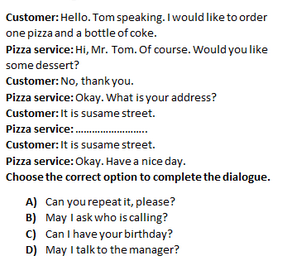 Customer: Hello. Tom speaking. I would like to order
one pizza and a bottle of coke.
Pizza service: Hi, Mr. Tom. Of course. Would you like
some dessert?
Customer: No, thank you.
Pizza service: Okay. What is your address?
Customer: It is susame street.
Pizza service: ...........................
Customer: It is susame street.
Pizza service: Okay. Have a nice day.
Choose the correct option to complete the dialogue.
A) Can you repeat it, please?
B) May I ask who is calling?
C) Can I have your birthday?
D) May I talk to the manager?